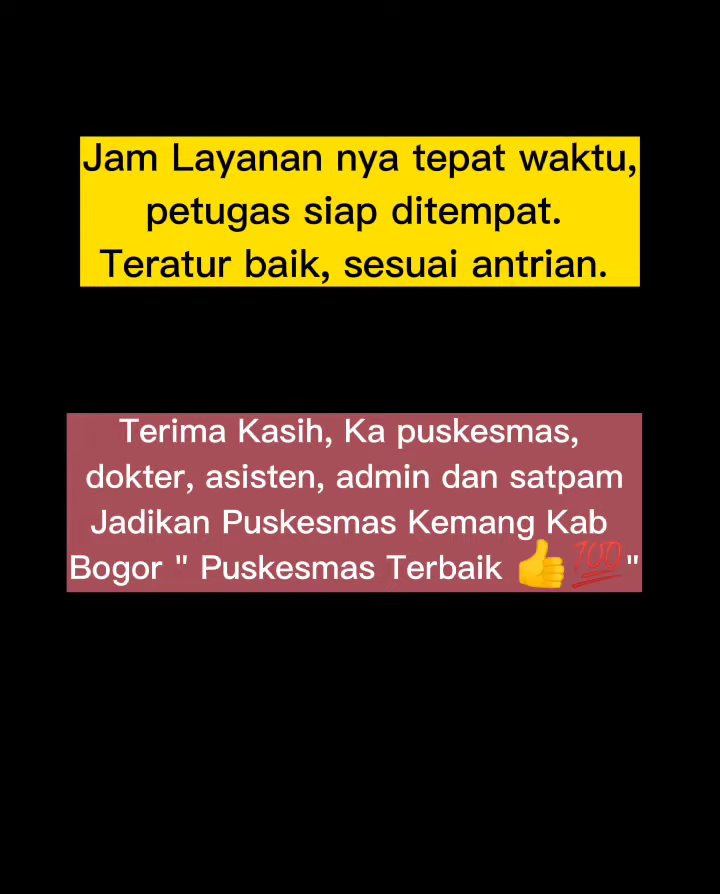 Jam Layanan nya tepat waktu,
petugas siap ditempat.
Teratur baik, sesuai antrian.
Terima Kasih, Ka puskesmas,
dokter, asisten, admin dan satpam
Jadikan Puskesmas Kemang Kab
Bogor " Puskesmas Terbaik 👍💯"